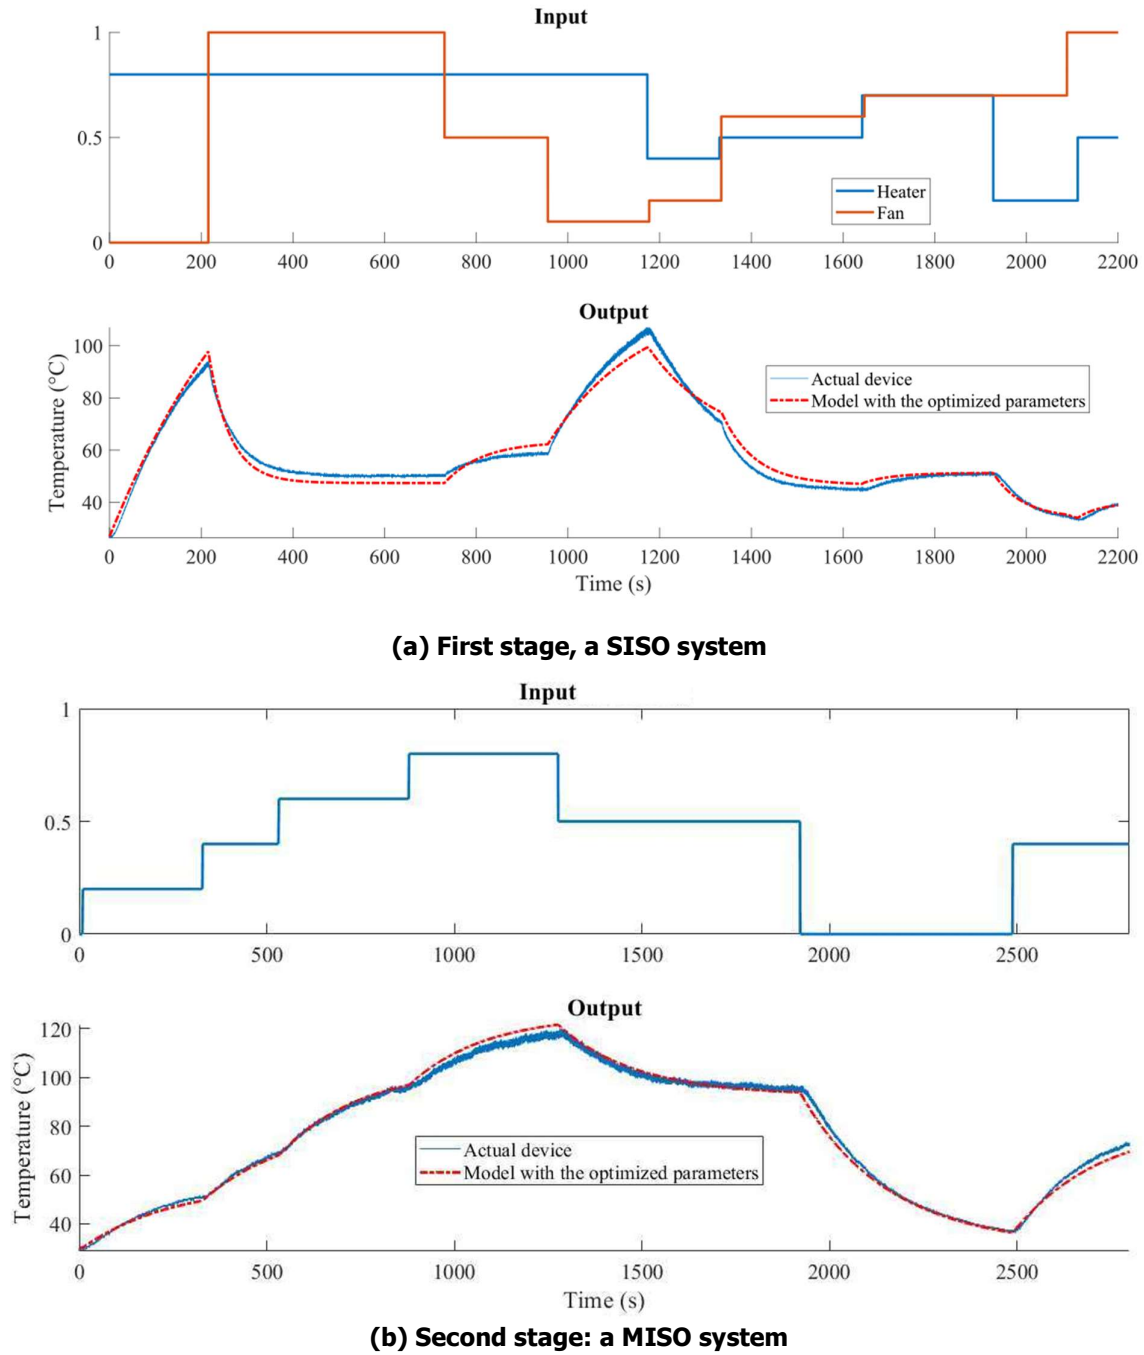 Input
1
0.5
0
Heater
Fan
0 200 400 600 800 1000 1200 1400 1600 1800 2000 2200
Output
Temperature (°C)
100
80
60
40
Actual device
Model with the optimized parameters
0 200 400 600 800 1000 1200 1400 1600 1800 2000 2200
Time (s)
(a) First stage, a SISO system
Input
1
0.5
0
0 500 1000 1500 2000 2500
Output
Temperature (°C)
120
100
80
60
40
Actual device
Model with the optimized parameters
0 500 1000 1500 2000 2500
Time (s)
(b) Second stage: a MISO system